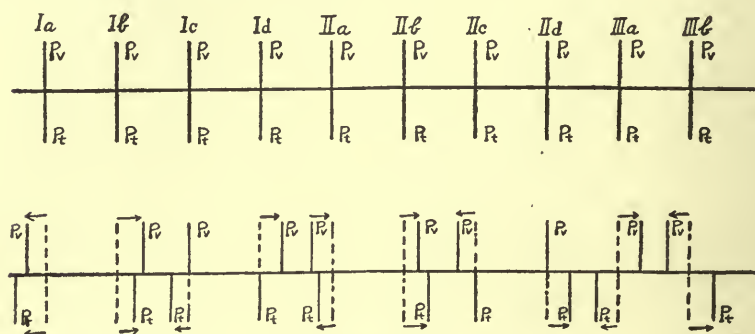 Ia Ib Ic Id IIa IIb IIc IId IIIa IIIb
Pv Pv Pv Pv Pv Pv Pv Pv Pv Pv
Pt Pt Pt Pt Pt Pt Pt Pt Pt Pt
Pv Pv Pv Pv Pv Pv Pv Pv Pv Pv
Pt Pt Pt Pt Pt Pt Pt Pt Pt Pt